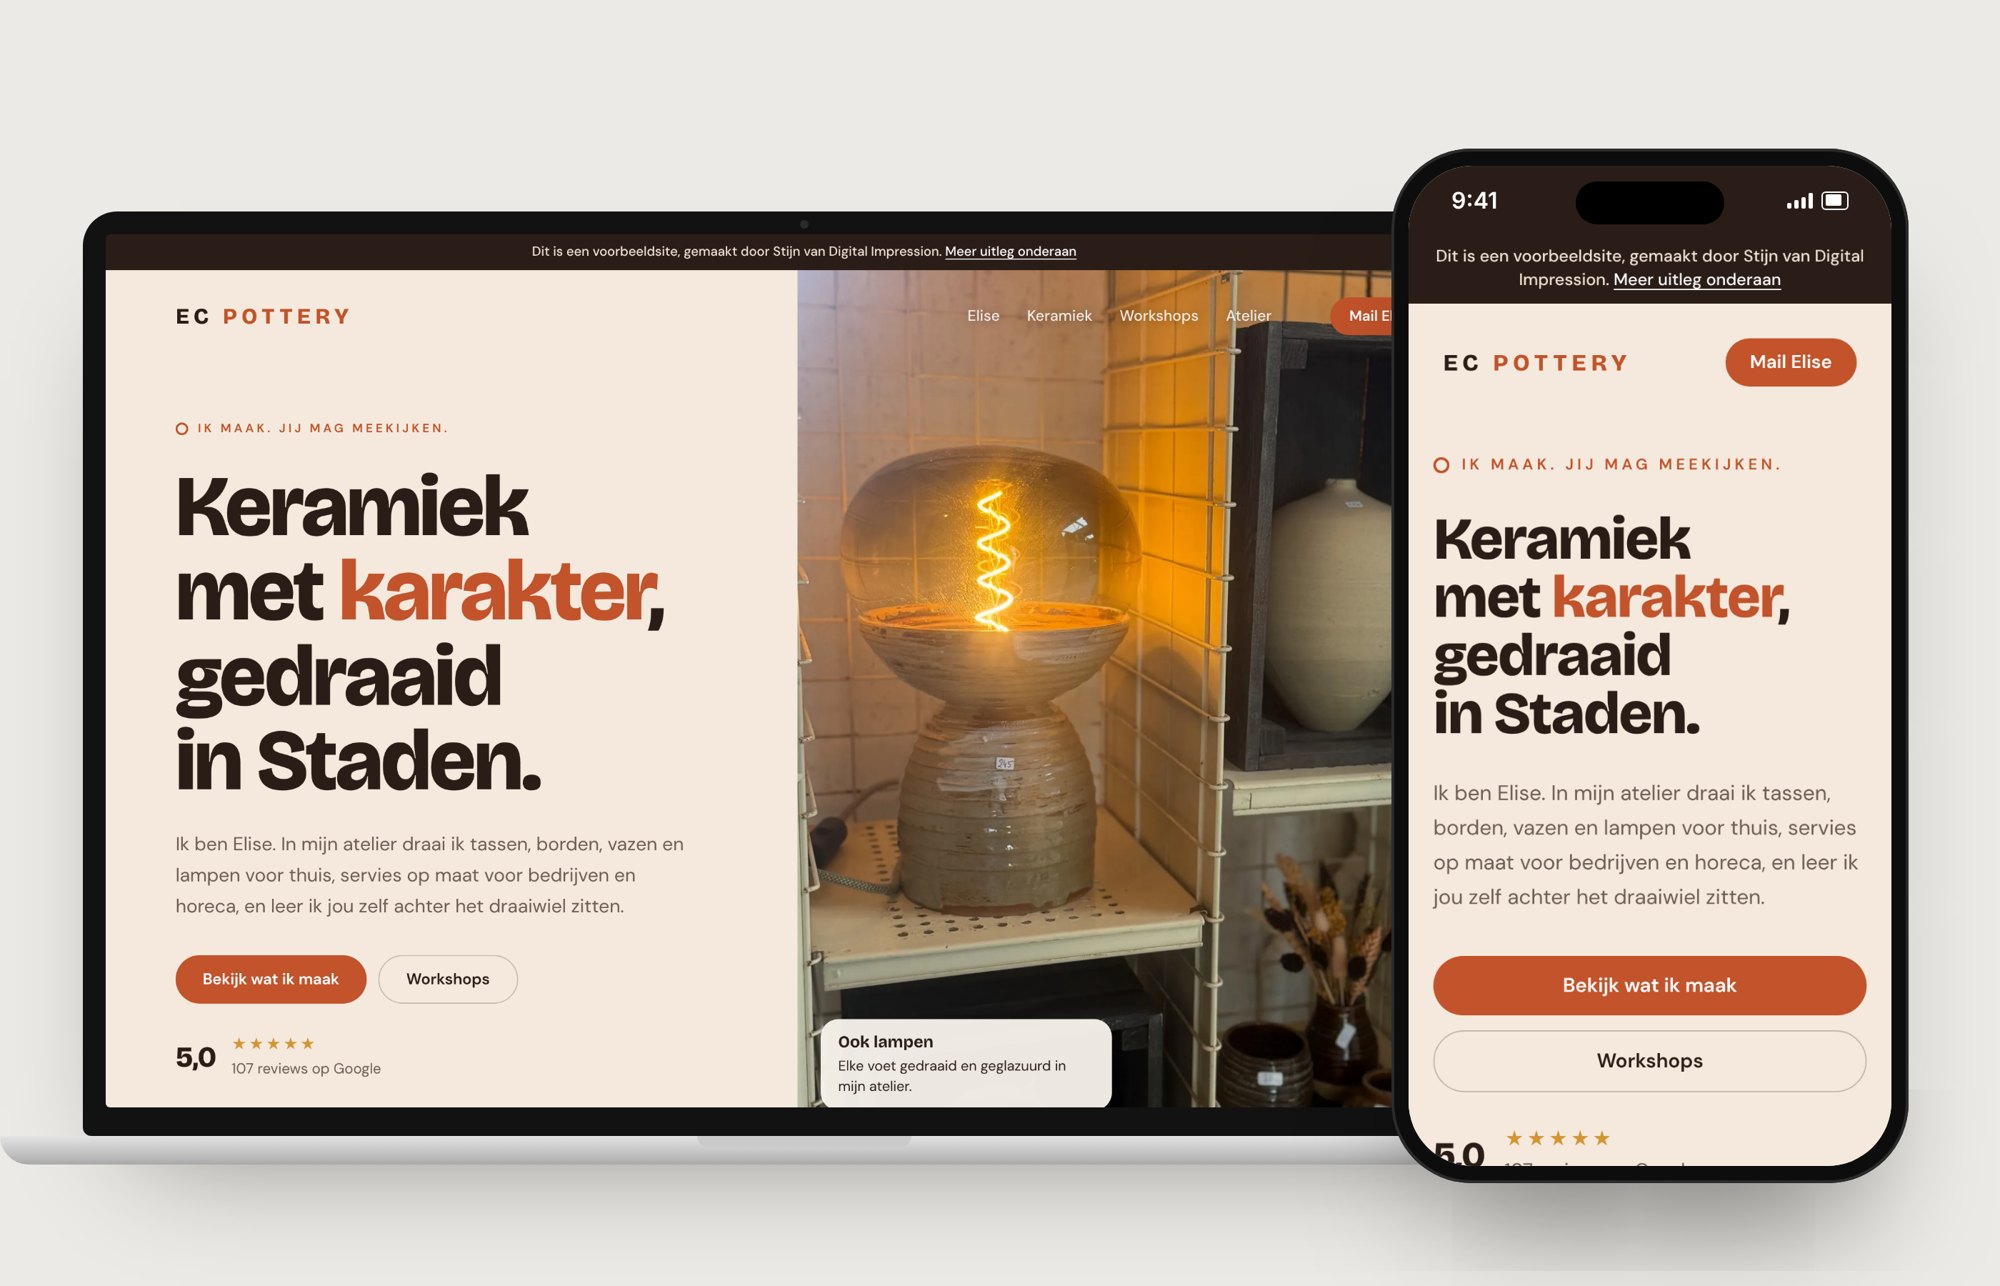 Dit is een voorbeeldsite, gemaakt door Stijn van Digital Impression. Meer uitleg onderaan
EC POTTERY
Elise Keramiek Workshops Atelier
Mail
IK MAAK. JIJ MAG MEEKIJKEN.
Keramiek
met karakter,
gedraaid
in Staden.
Ik ben Elise. In mijn atelier draai ik tassen, borden, vazen en
lampen voor thuis, servies op maat voor bedrijven en
horeca, en leer ik jou zelf achter het draaiwiel zitten.
Bekijk wat ik maak
Workshops
5,0
107 reviews op Google
245
Ook lampen
Elke voet gedraaid en geglazuurd in
mijn atelier.
9:41
Dit is een voorbeeldsite, gemaakt door Stijn van Digital
Impression. Meer uitleg onderaan
EC POTTERY
Mail Elise
IK MAAK. JIJ MAG MEEKIJKEN.
Keramiek
met karakter,
gedraaid
in Staden.
Ik ben Elise. In mijn atelier draai ik tassen,
borden, vazen en lampen voor thuis, servies
op maat voor bedrijven en horeca, en leer ik
jou zelf achter het draaiwiel zitten.
Bekijk wat ik maak
Workshops
5,0